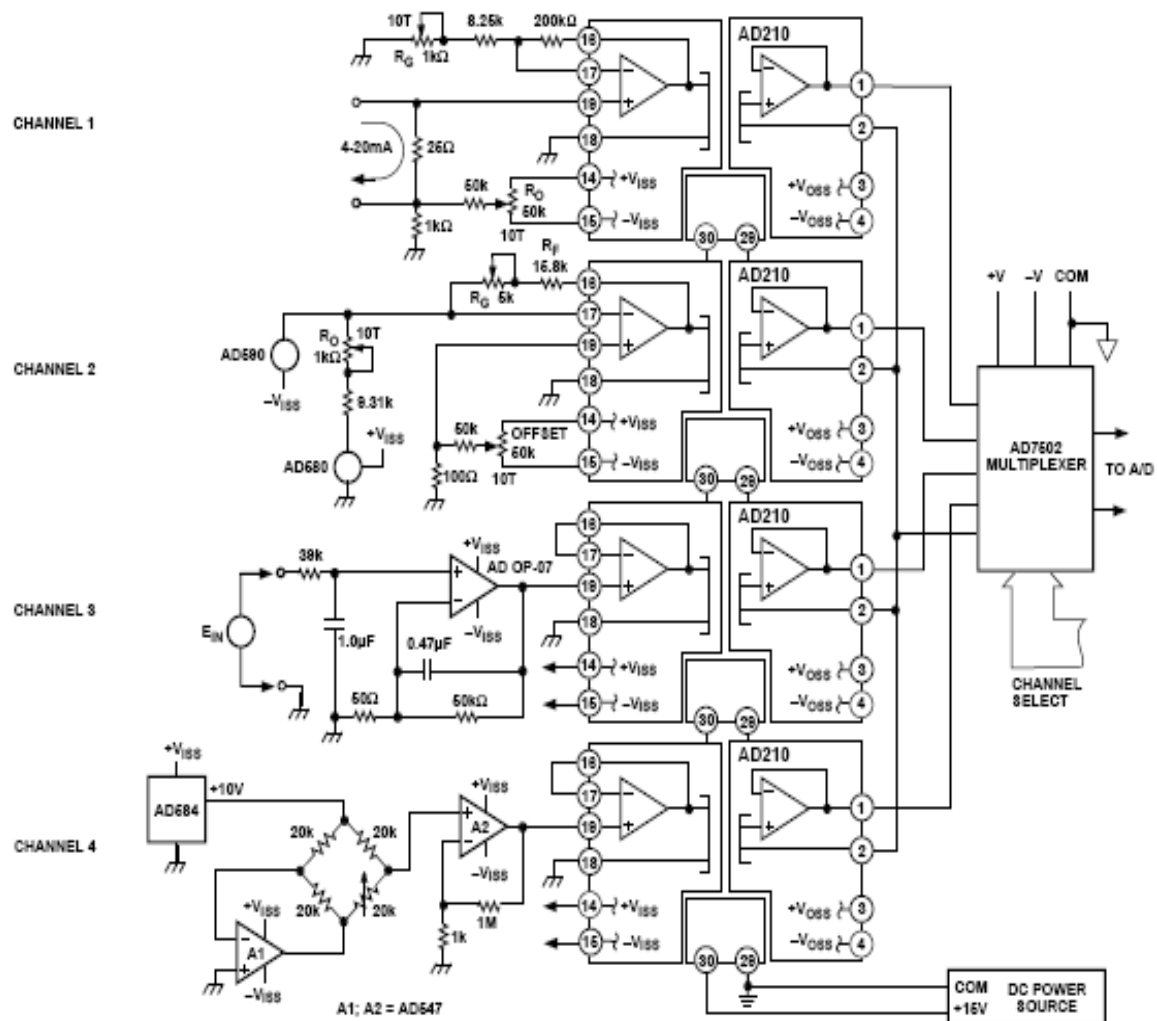 CHANNEL 1
10T
RG 1kΩ
8.25k
200kΩ
16
17
19
18
14
15
4-20mA
25Ω
50k
RO
50k
10T
1kΩ
+VISS
−VISS
30
29
AD210
1
2
+VOSS
3
−VOSS
4
CHANNEL 2
RF
15.8k
RG 5k
RO
10T
1kΩ
AD590
−VISS
9.31k
+VISS
AD580
50k
OFFSET
50k
10T
100Ω
16
17
19
18
14
15
+VISS
−VISS
30
29
AD210
1
2
+VOSS
3
−VOSS
4
+V
−V
COM
AD7502
MULTIPLEXER
TO A/D
CHANNEL
SELECT
CHANNEL 3
EIN
39k
1.0µF
+VISS
AD OP-07
−VISS
0.47µF
50Ω
50kΩ
16
17
19
18
14
15
+VISS
−VISS
30
29
AD210
1
2
+VOSS
3
−VOSS
4
CHANNEL 4
+VISS
AD584
+10V
20k
20k
20k
20k
+VISS
A1
−VISS
+VISS
A2
−VISS
1M
1k
A1; A2 = AD547
16
17
19
18
14
15
+VISS
−VISS
30
29
AD210
1
2
+VOSS
3
−VOSS
4
COM
+15V
DC POWER
SOURCE